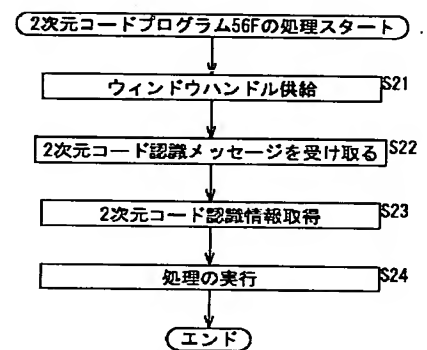 2次元コードプログラム56Fの処理スタート
ウィンドウハンドル供給 S21
2次元コード認識メッセージを受け取る S22
2次元コード認識情報取得 S23
処理の実行 S24
エンド